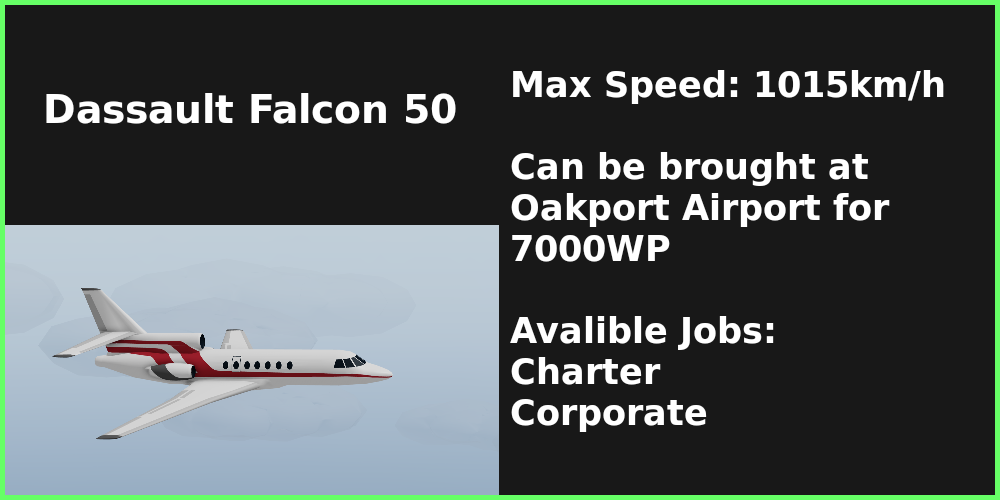 Dassault Falcon 50
Max Speed: 1015km/h
Can be brought at
Oakport Airport for
7000WP
Avalible Jobs:
Charter
Corporate